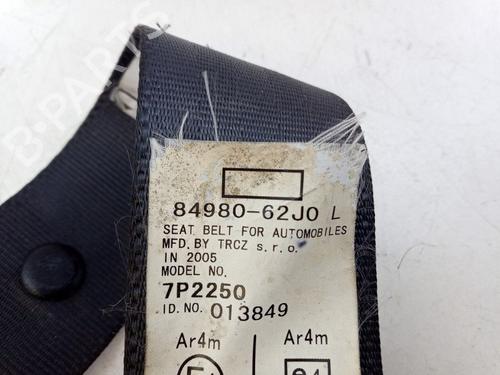 84980-62J0 L
SEAT BELT FOR AUTOMOBILES
MFD. BY TRCZ s.r.o.
IN 2005
MODEL NO.
7P2250
ID. NO. 013849
Ar4m Ar4m
B-PARTS